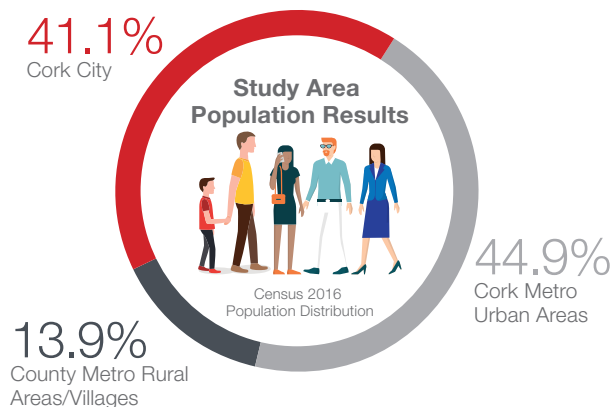 41.1%
Cork City
Study Area
Population Results
Census 2016
Population Distribution
44.9%
Cork Metro
Urban Areas
13.9%
County Metro Rural
Areas/Villages